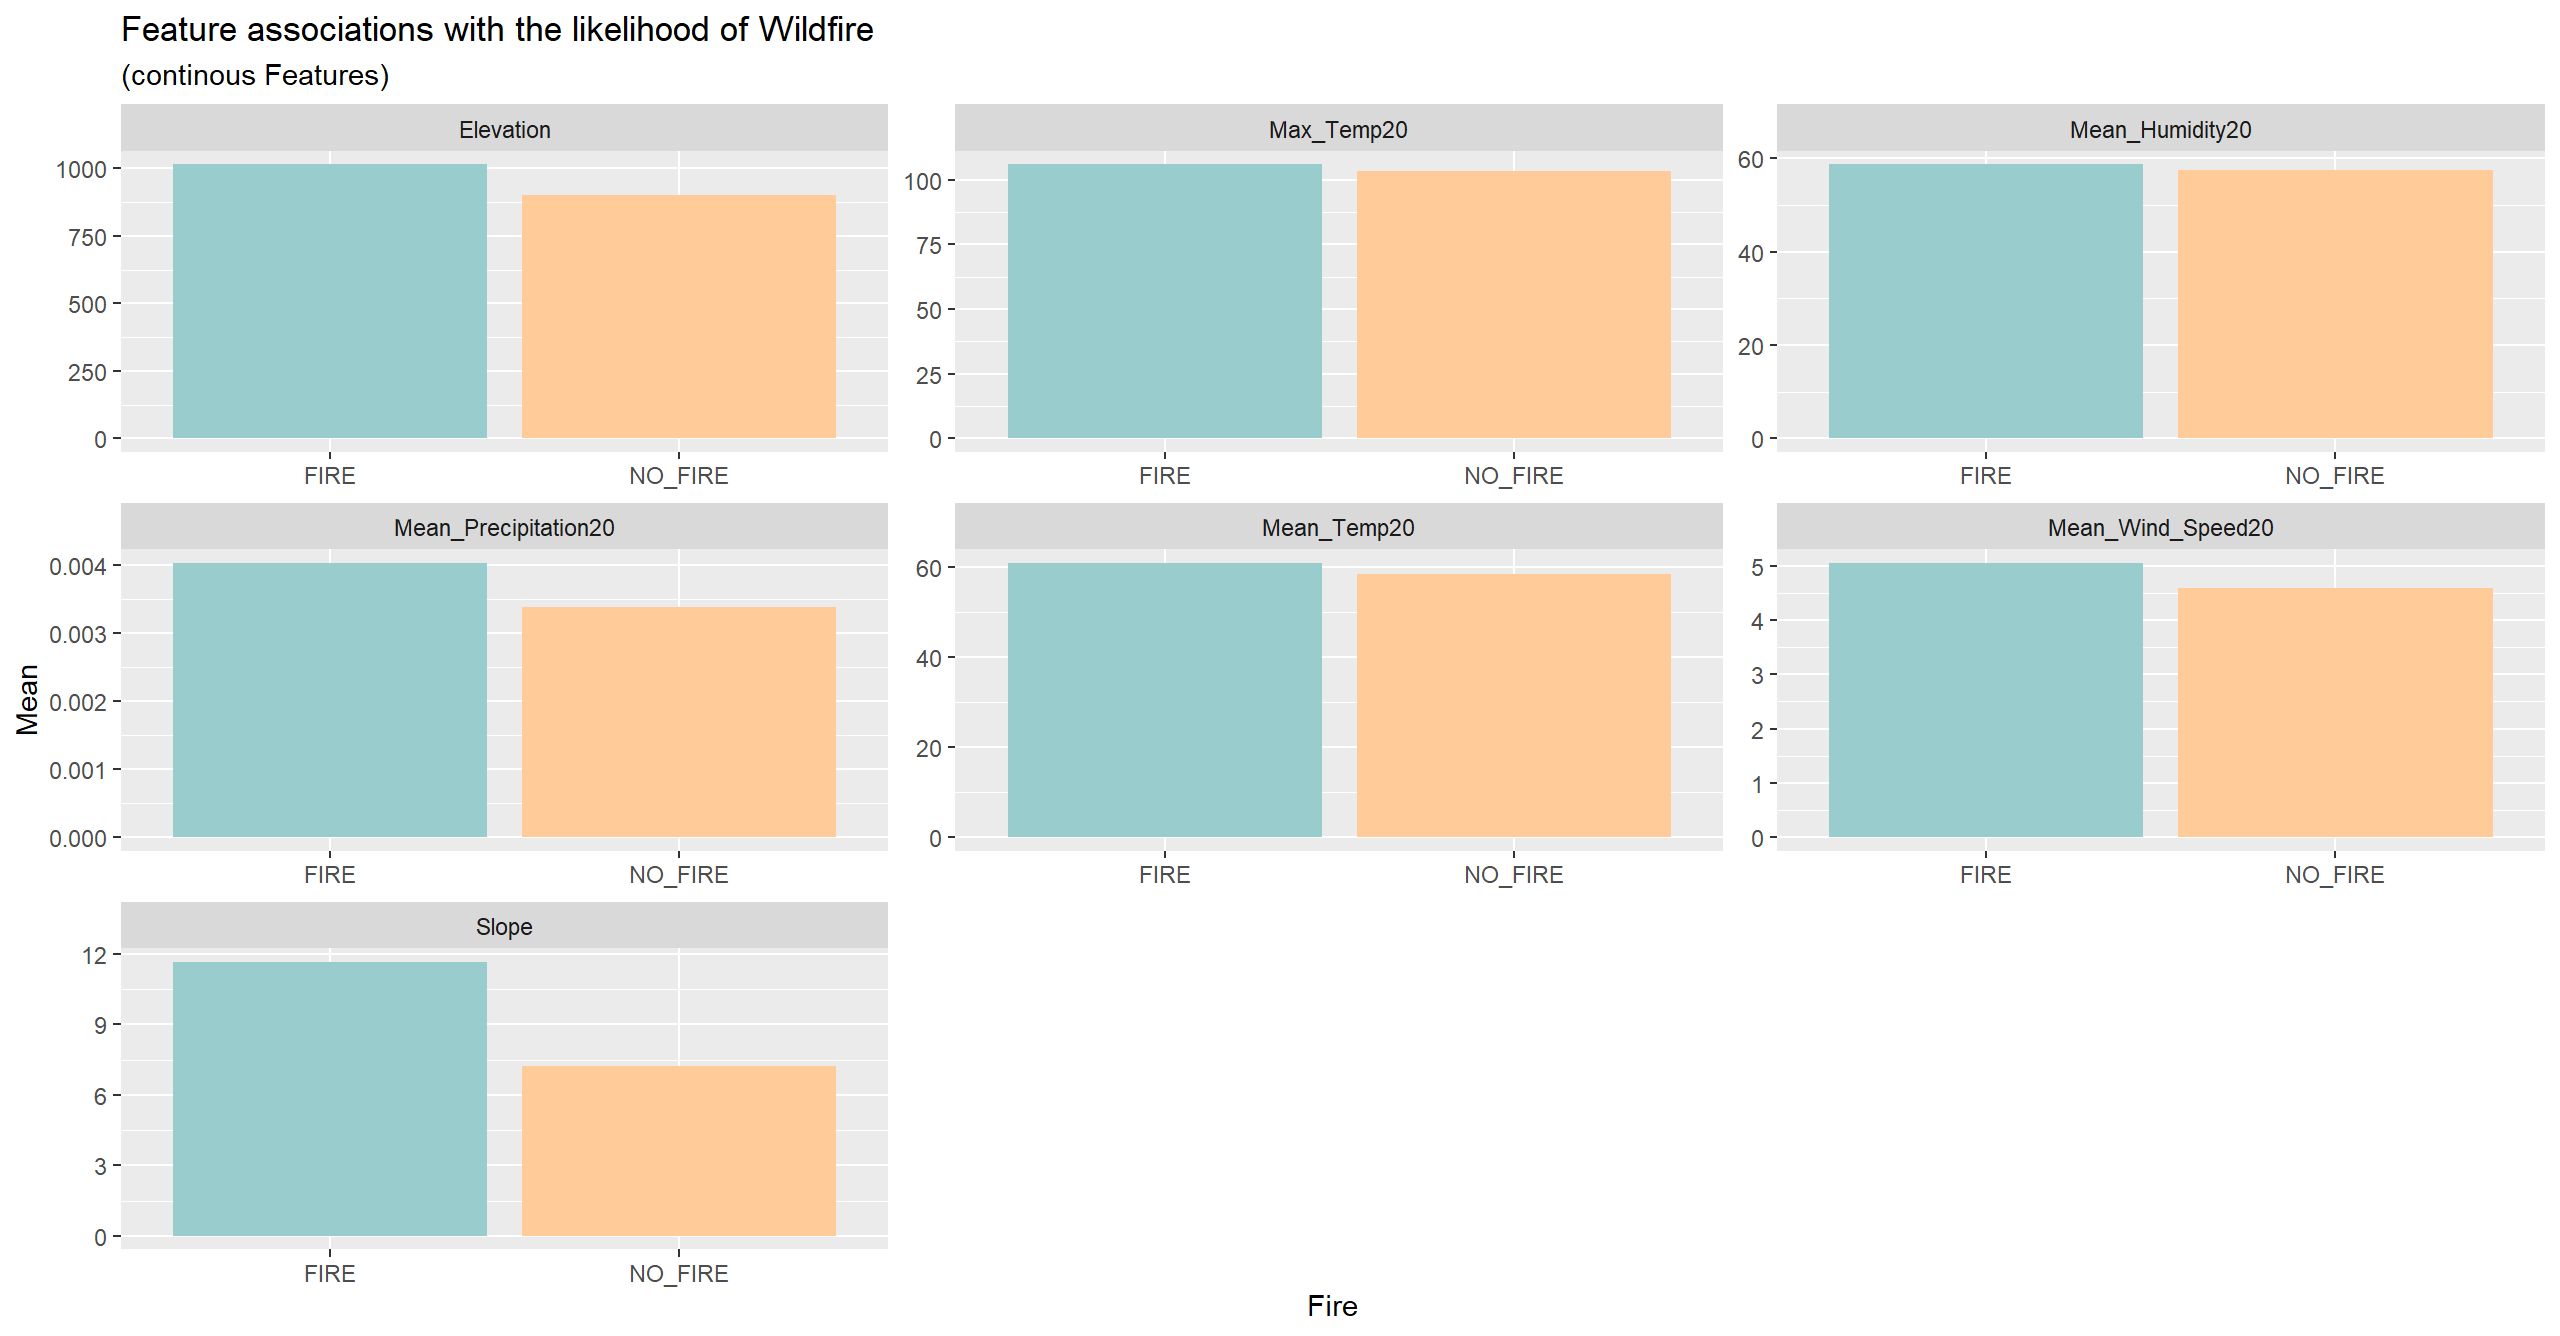 Feature associations with the likelihood of Wildfire
(continous Features)
Elevation
Max_Temp20
Mean_Humidity20
1000
750
500
250
0
100
75
50
25
0
60
40
20
0
FIRE
NO_FIRE
FIRE
NO_FIRE
FIRE
NO_FIRE
Mean_Precipitation20
Mean_Temp20
Mean_Wind_Speed20
Mean
0.004
0.003
0.002
0.001
0.000
60
40
20
0
5
4
3
2
1
0
FIRE
NO_FIRE
FIRE
NO_FIRE
FIRE
NO_FIRE
Slope
12
9
6
3
0
FIRE
NO_FIRE
Fire